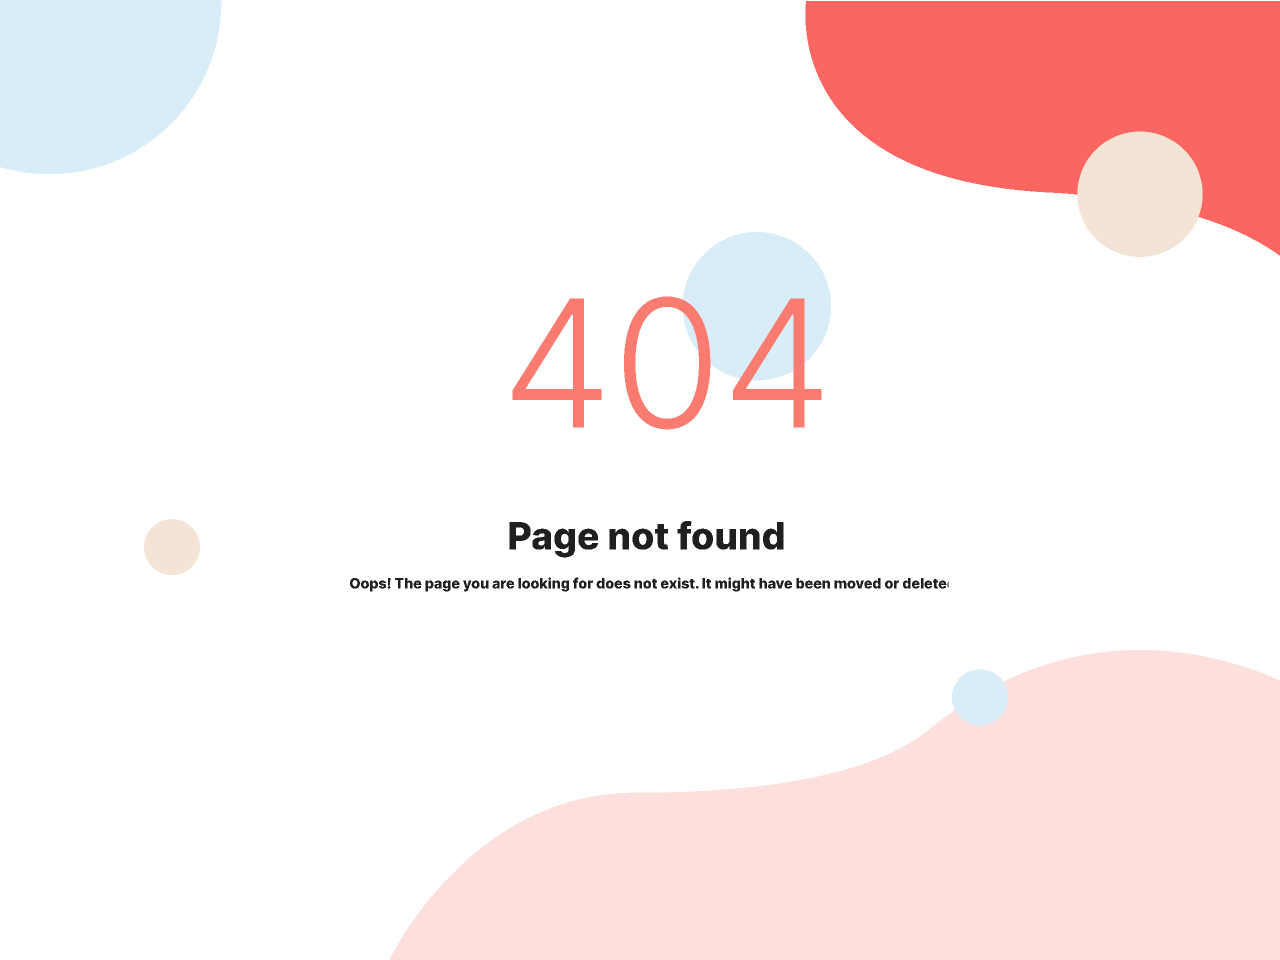 404
Page not found
Oops! The page you are looking for does not exist. It might have been moved or delete